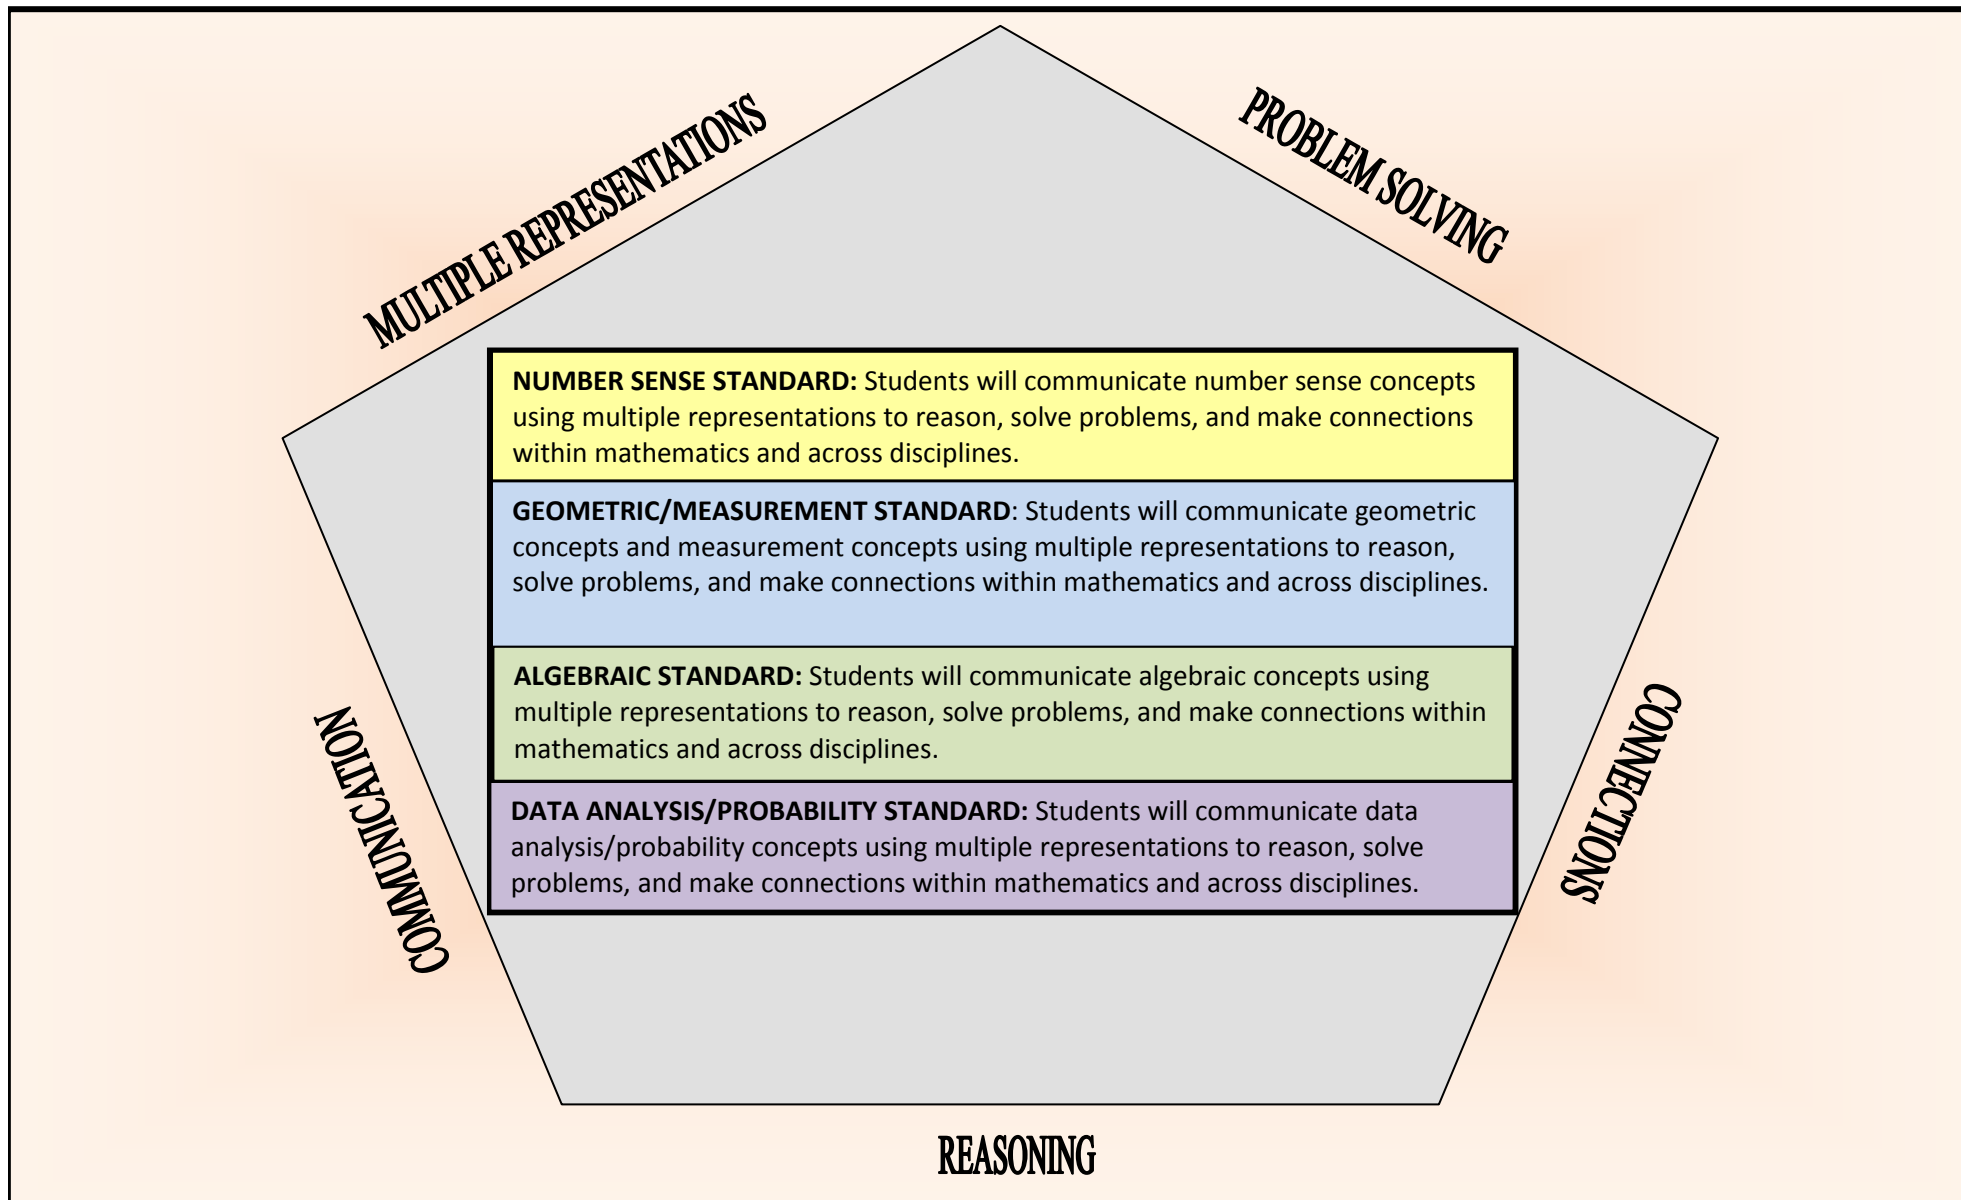 MULTIPLE REPRESENTATIONS
PROBLEM SOLVING
NUMBER SENSE STANDARD: Students will communicate number sense concepts
using multiple representations to reason, solve problems, and make connections
within mathematics and across disciplines.
GEOMETRIC/MEASUREMENT STANDARD: Students will communicate geometric
concepts and measurement concepts using multiple representations to reason,
solve problems, and make connections within mathematics and across disciplines.
ALGEBRAIC STANDARD: Students will communicate algebraic concepts using
multiple representations to reason, solve problems, and make connections within
mathematics and across disciplines.
DATA ANALYSIS/PROBABILITY STANDARD: Students will communicate data
analysis/probability concepts using multiple representations to reason, solve
problems, and make connections within mathematics and across disciplines.
COMMUNICATION
CONNECTIONS
REASONING